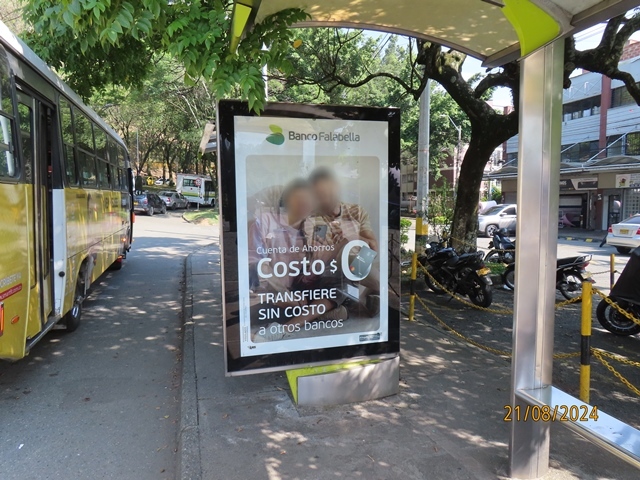 Banco Falabella
Cuenta de Ahorros
Costo $ 0
TRANSFIERE
SIN COSTO
a otros bancos
21/08/2024